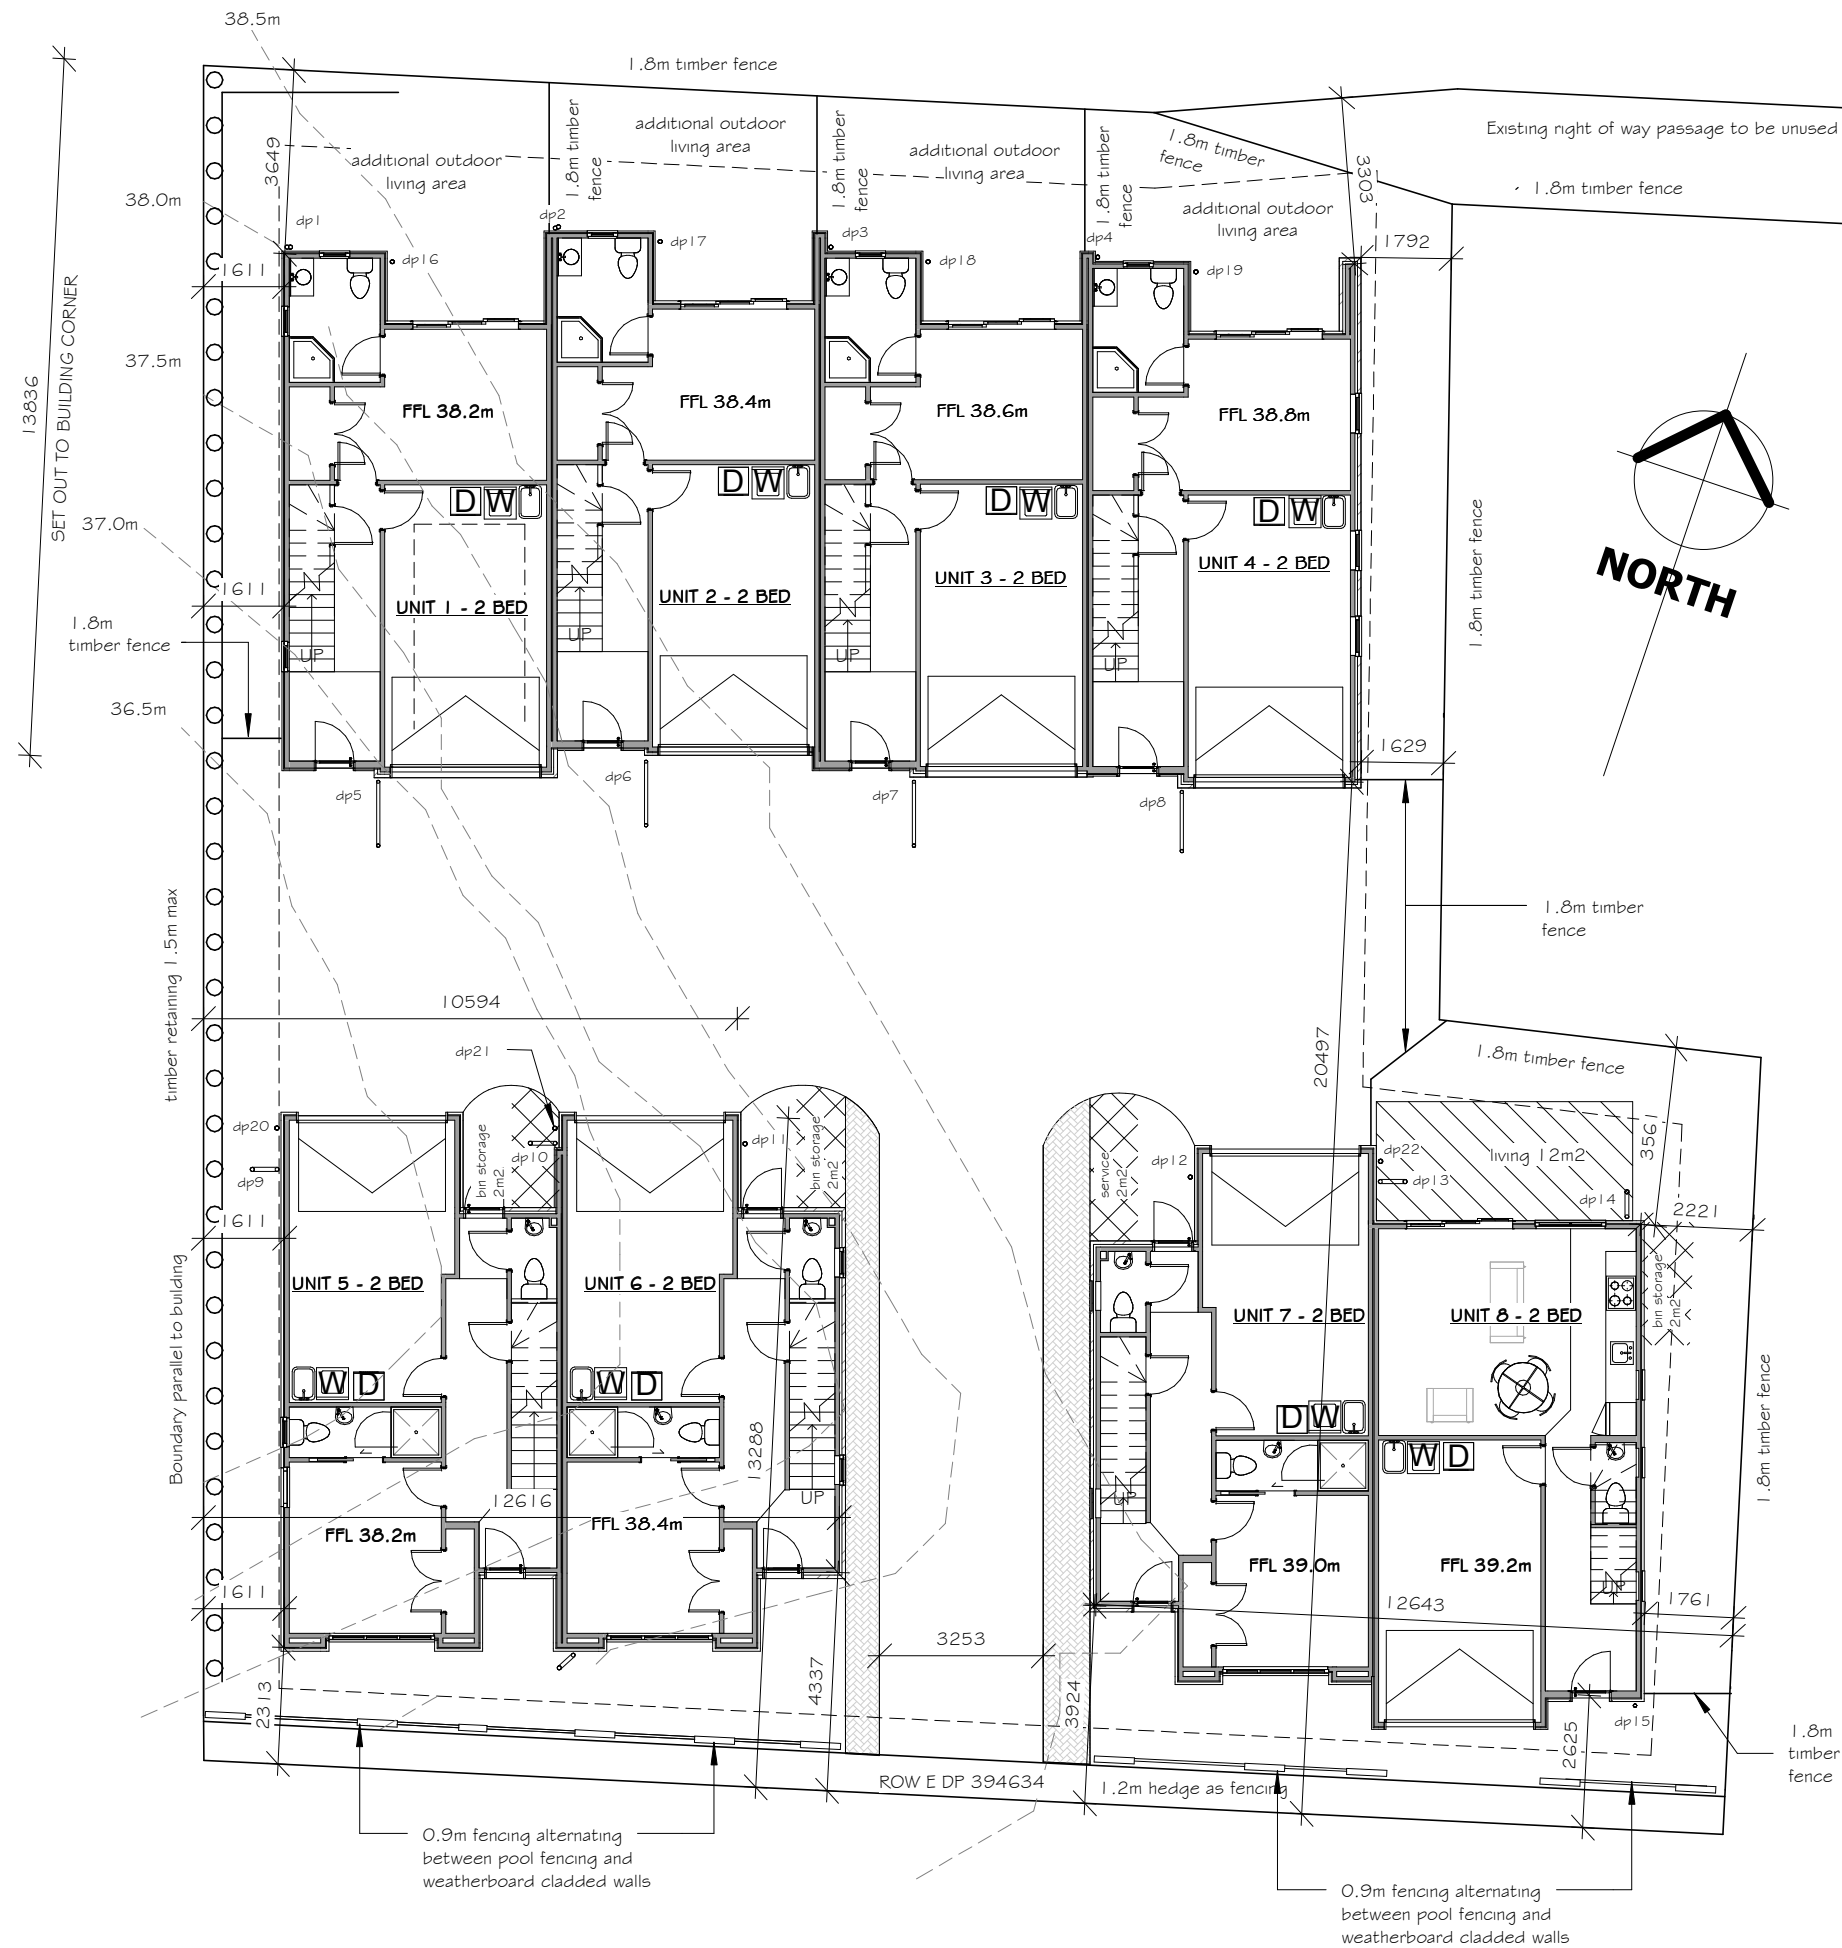 38.5m
1.8m timber fence
Existing right of way passage to be unused
1.8m timber fence
additional outdoor
living area
1.8m timber
fence
additional outdoor
living area
1.8m timber
fence
additional outdoor
living area
1.8m timber
fence
1.8m timber
fence
additional outdoor
living area
3649
3303
1792
38.0m
dp1
dp16
dp2
dp17
dp3
dp18
dp4
dp19
1611
13836
SET OUT TO BUILDING CORNER
37.5m
FFL 38.2m
FFL 38.4m
FFL 38.6m
FFL 38.8m
37.0m
D
W
D
W
D
W
D
W
UNIT 1 - 2 BED
UNIT 2 - 2 BED
UNIT 3 - 2 BED
UNIT 4 - 2 BED
1.8m timber fence
NORTH
1611
UP
UP
UP
UP
1.8m
timber fence
36.5m
1629
dp5
dp6
dp7
dp8
1.8m timber
fence
timber retaining 1.5m max
10594
20497
dp21
1.8m timber fence
dp20
dp9
bin storage
2m2
dp10
dp11
bin storage
2m2
service
2m2
dp12
dp22
dp13
living 12m2
dp14
3561
2221
1611
Boundary parallel to building
UNIT 5 - 2 BED
UNIT 6 - 2 BED
UNIT 7 - 2 BED
UNIT 8 - 2 BED
bin storage
2m2
1.8m timber fence
W
D
W
D
D
W
W
D
13288
12616
UP
UP
FFL 38.2m
FFL 38.4m
FFL 39.0m
FFL 39.2m
UP
1611
12643
1761
3253
2313
4337
3924
2625
dp15
1.8m
timber
fence
ROW E DP 394634
1.2m hedge as fencing
0.9m fencing alternating
between pool fencing and
weatherboard cladded walls
0.9m fencing alternating
between pool fencing and
weatherboard cladded walls